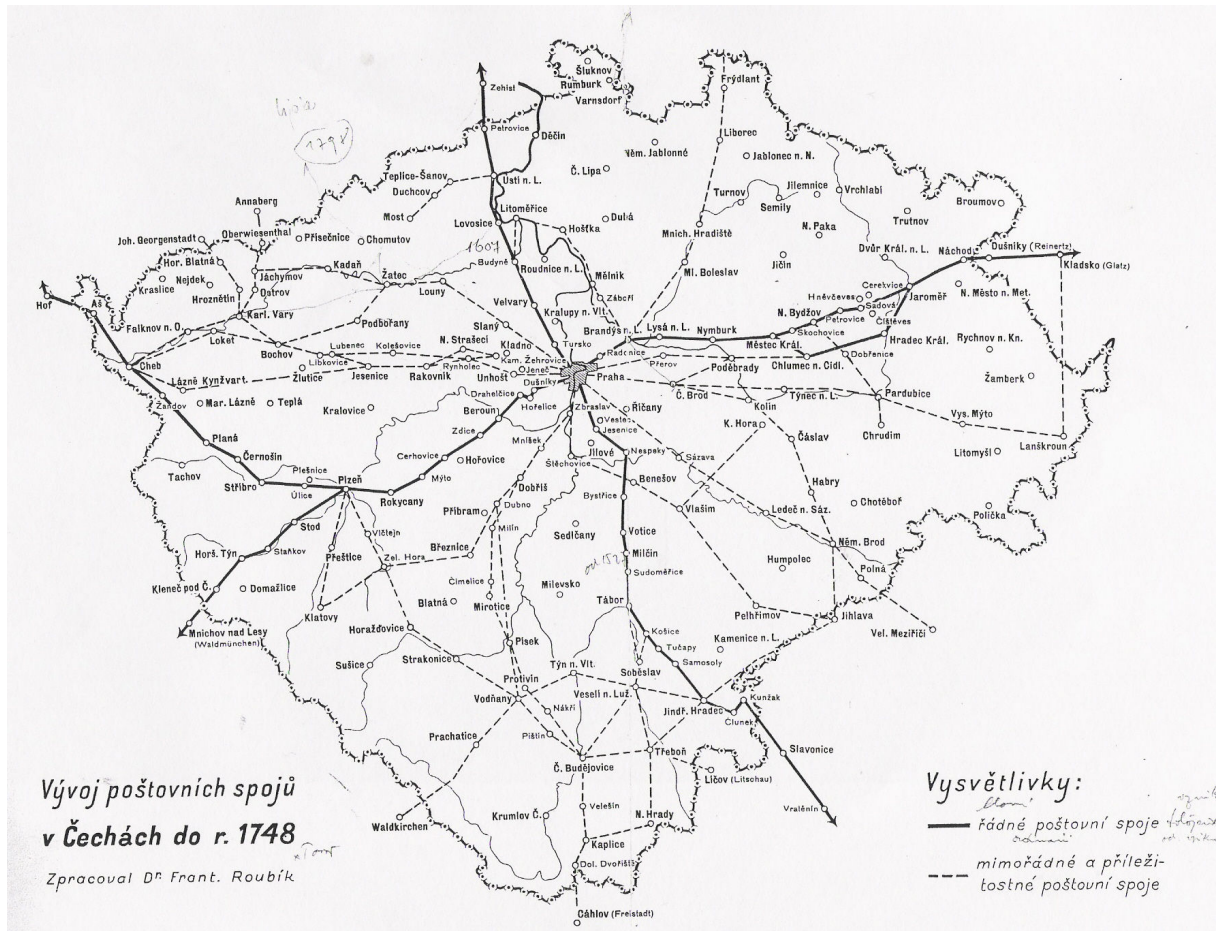 Šluknov
Rumburk
Varnsdorf
Frýdlant
Zehist
Petrovice
Děčín
Liberec
Něm. Jablonné
Jablonec n. N.
1798
Teplice-Šanov
Ústí n. L.
Č. Lípa
Duchcov
Turnov
Jilemnice
Semily
Vrchlabí
Broumov
Annaberg
Most
Litoměřice
Lovosice
Hoška
Dubá
Mnich. Hradiště
N. Paka
Trutnov
Joh. Georgenstadt
Oberwiesenthal
Přísečnice
Chomutov
1607
Dvůr Král. n. L.
Náchod
Dušníky (Reinertz)
Kladsko (Glatz)
Hor. Blatná
Nejdek
Kraslice
Hroznětín
Jáchymov
Ostrov
Kadaň
Žatec
Louny
Budyně
Roudnice n. L.
Mělník
Ml. Boleslav
Jičín
Cerekvice
Jaroměř
N. Město n. Met.
Hof
Aš
Karl. Vary
Velvary
Zábčří
Hněvčeves
Sadová
Falknov n. O.
Loket
Podbořany
Slaný
Kralupy n. Vlt.
Brandýs n. L.
Lysá n. L.
Nymburk
N. Bydžov
Petrovice
Čištěves
Skochovice
Bochov
Lubenec
Libkovice
Kolešovice
N. Strašecí
Kladno
Tursko
Radonice
Městec Král.
Hradec Král.
Rychnov n. Kn.
Cheb
Lázně Kynžvart.
Žlutice
Jesenice
Rakovník
Rynholec
Kam. Žehrovice
Jeneč
Unhošť
Dušníky
Praha
Přerov
Poděbrady
Chlumec n. Cidl.
Dobřenice
Žamberk
Žandov
Mar. Lázně
Teplá
Kralovice
Drahelčice
Hořelice
Beroun
Zbraslav
Říčany
Č. Brod
Kolín
Týnec n. L.
Pardubice
Zdice
Vestec
Jesenice
K. Hora
Čáslav
Chrudim
Vys. Mýto
Lanškroun
Planá
Černošín
Mníšek
Jílové
Nespeky
Sázava
Litomyšl
Tachov
Plešnice
Plzeň
Cerhovice
Hořovice
Štěchovice
Stříbro
Úlice
Mýto
Rokycany
Dobříš
Benešov
Habry
Stod
Příbram
Dubno
Bystřice
Vlašim
Ledeč n. Sáz.
Chotěboř
Polička
Staňkov
Přeštice
Vlčtejn
Milín
Sedlčany
Votice
Něm. Brod
Horš. Týn
Zel. Hora
Březnice
od 1527
Milčín
Humpolec
Polná
Kleneč pod Č.
Domažlice
Čimelice
Milevsko
Sudoměřice
Klatovy
Blatná
Mirotice
Tábor
Pelhřimov
Jihlava
Mnichov nad Lesy
(Waldmünchen)
Horažďovice
Košice
Vel. Meziříčí
Písek
Tučapy
Kamenice n. L.
Sušice
Strakonice
Týn n. Vlt.
Soběslav
Samosoly
Protivín
Vodňany
Veselí n. Luž.
Kunžak
Nákří
Jindř. Hradec
Člunek
Prachatice
Pištín
Třeboň
Slavonice
Č. Budějovice
Ličov (Litschau)
Waldkirchen
Krumlov Č.
Velešín
N. Hrady
Vratěnín
Kaplice
Dol. Dvořiště
Cáhlov (Freistadt)
Vývoj poštovních spojů
v Čechách do r. 1748
Zpracoval Dr Frant. Roubík
Vysvětlivky:
řádné poštovní spoje
mimořádné a příleži-
tostné poštovní spoje